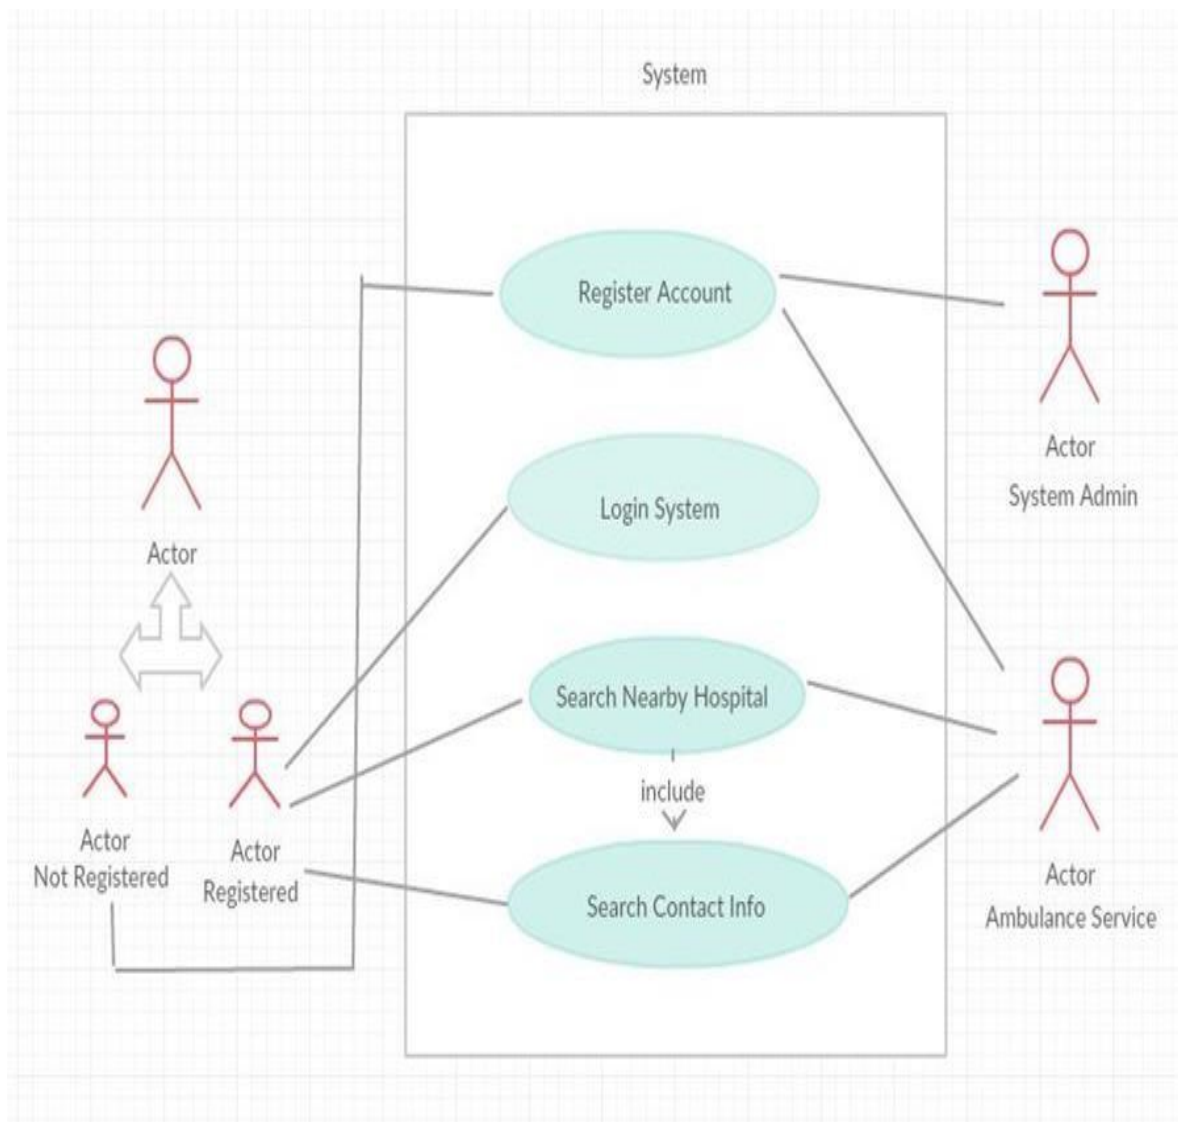 System
Register Account
Login System
Search Nearby Hospital
include
Search Contact Info
Actor
Actor
Not Registered
Actor
Registered
Actor
System Admin
Actor
Ambulance Service